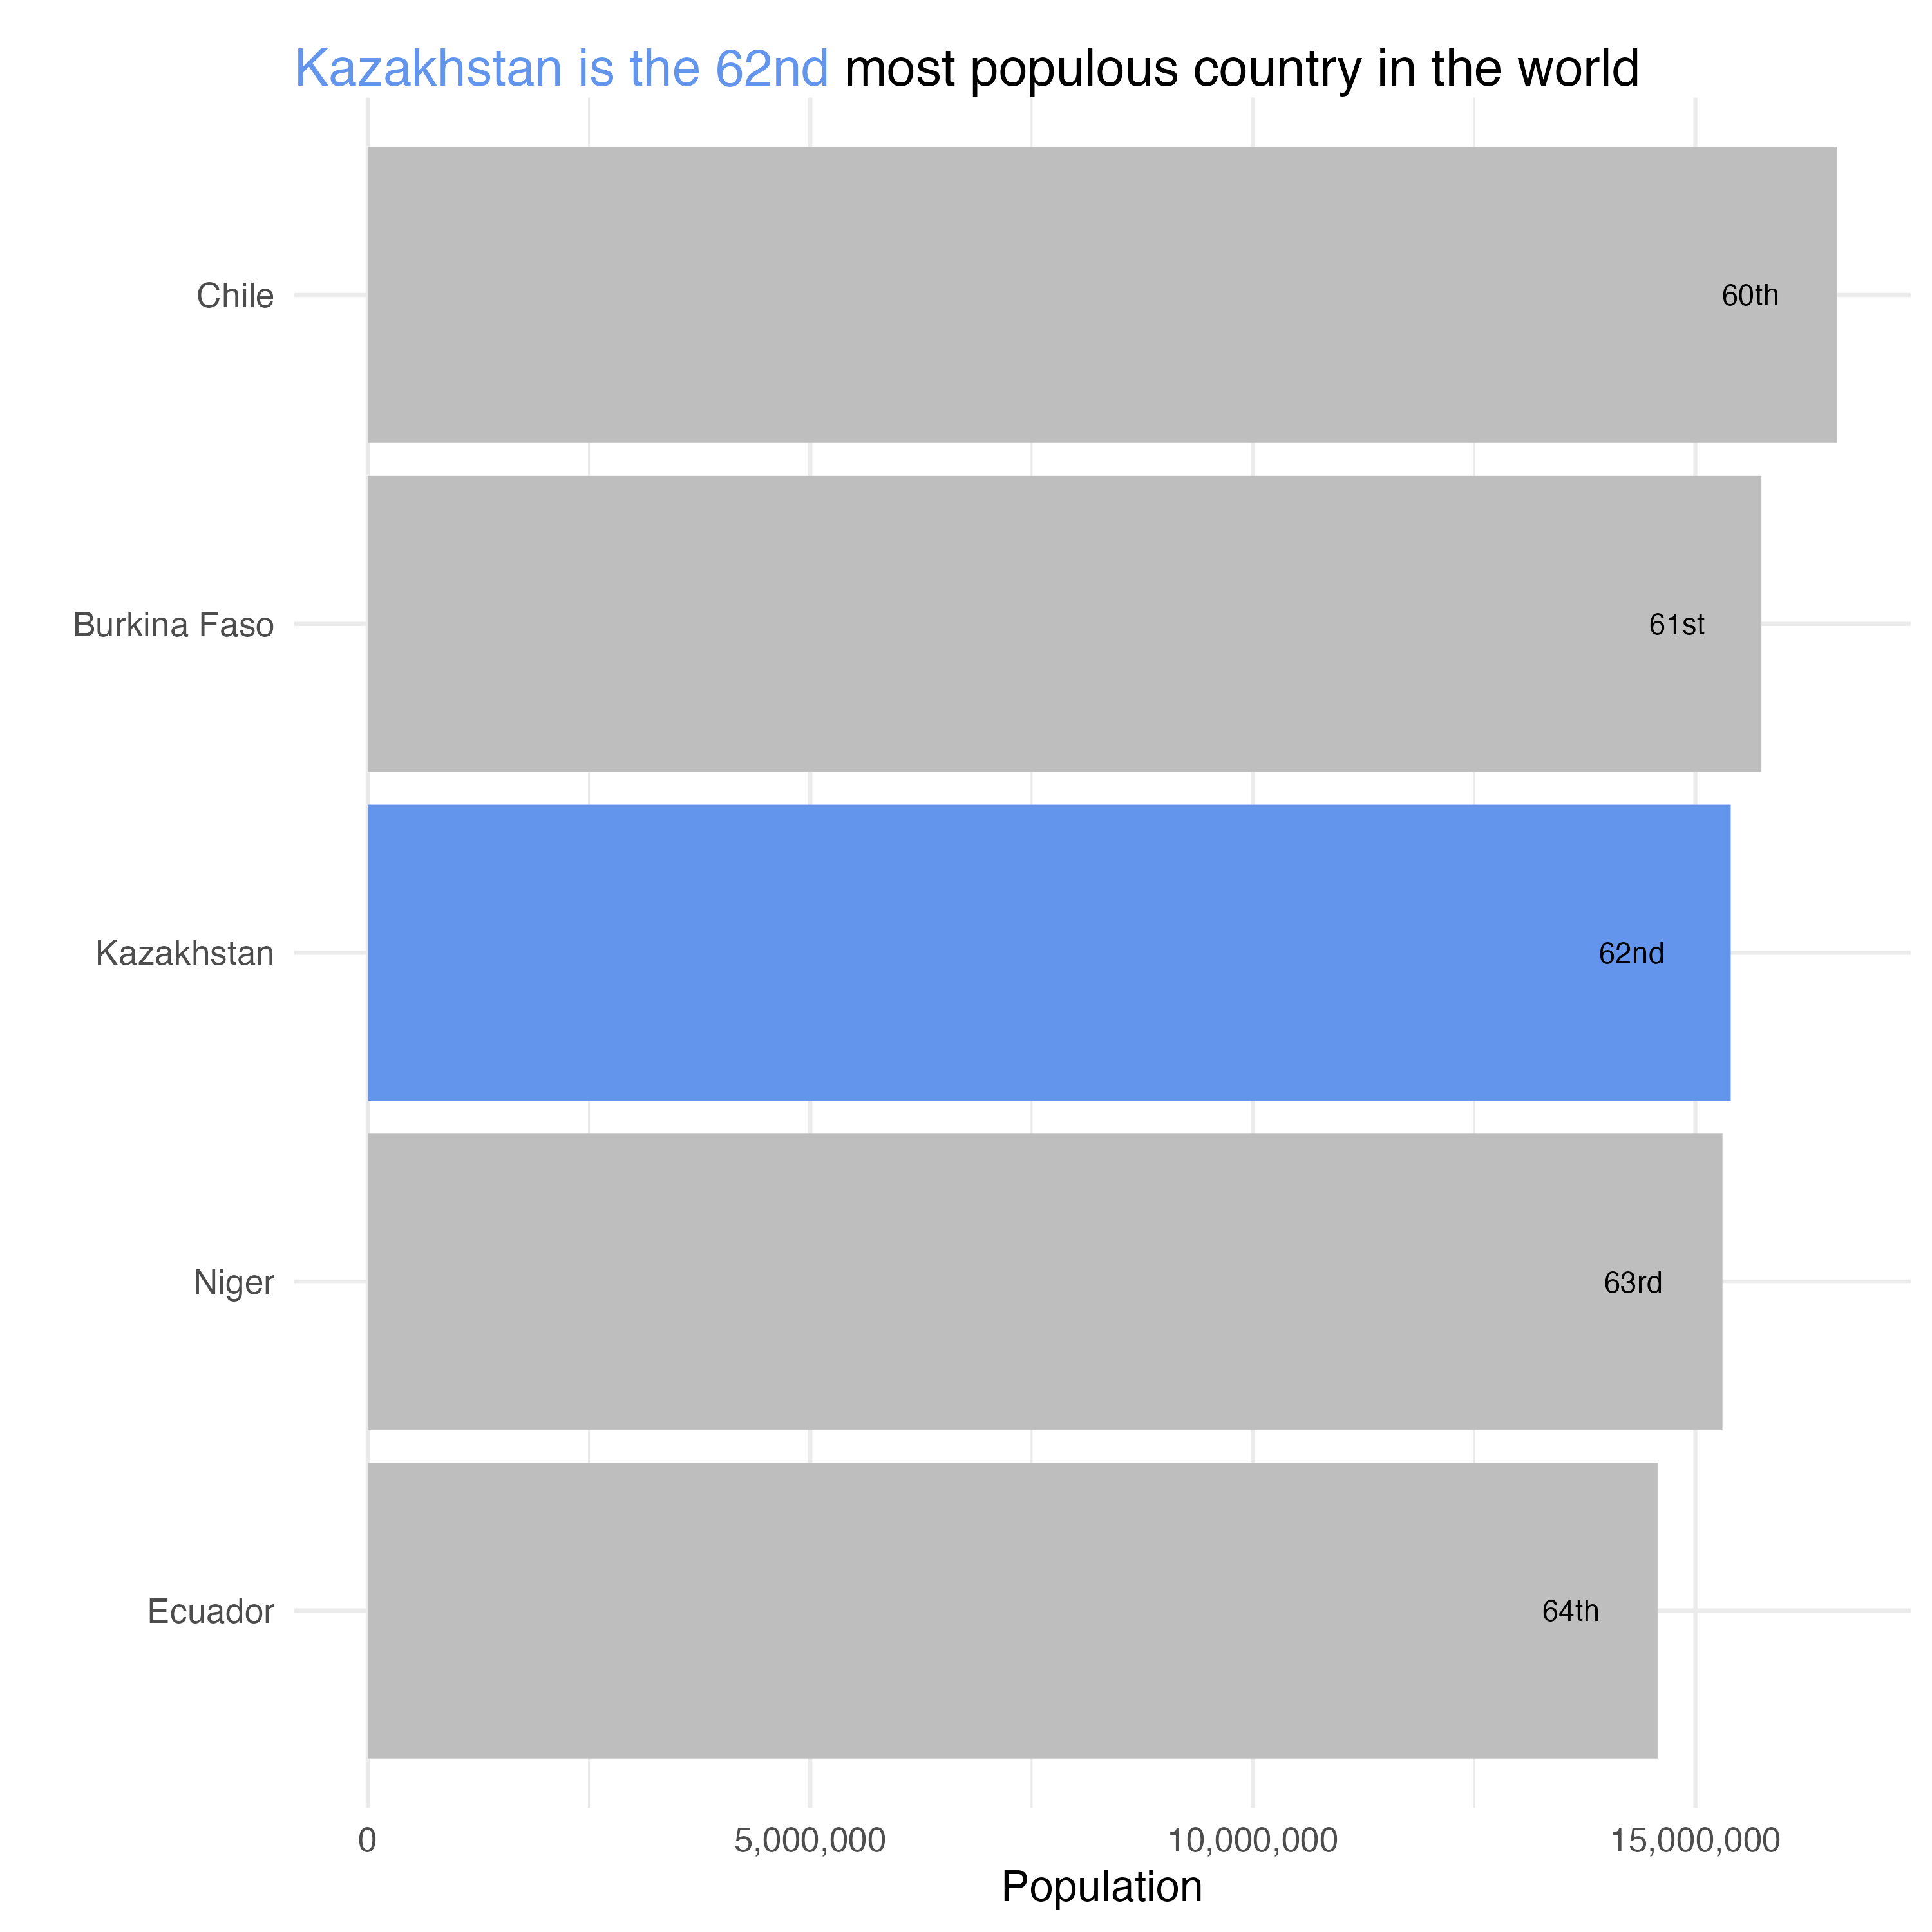 Kazakhstan is the 62nd most populous country in the world
Chile
60th
Burkina Faso
61st
Kazakhstan
62nd
Niger
63rd
Ecuador
64th
0 5,000,000 10,000,000 15,000,000
Population